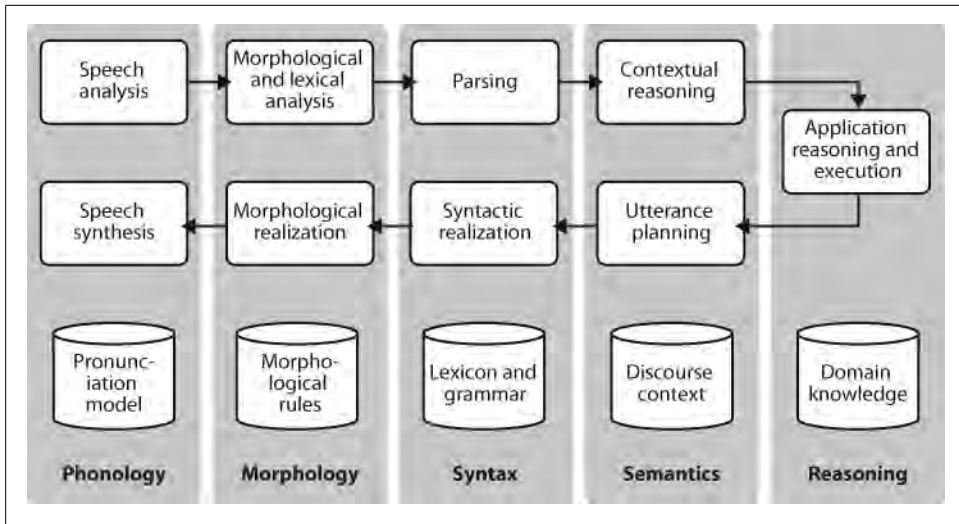 Speech
analysis
Morphological
and lexical
analysis
Parsing
Contextual
reasoning
Application
reasoning and
execution
Speech
synthesis
Morphological
realization
Syntactic
realization
Utterance
planning
Pronunc-
iation
model
Morpho-
logical
rules
Lexicon and
grammar
Discourse
context
Domain
knowledge
Phonology
Morphology
Syntax
Semantics
Reasoning